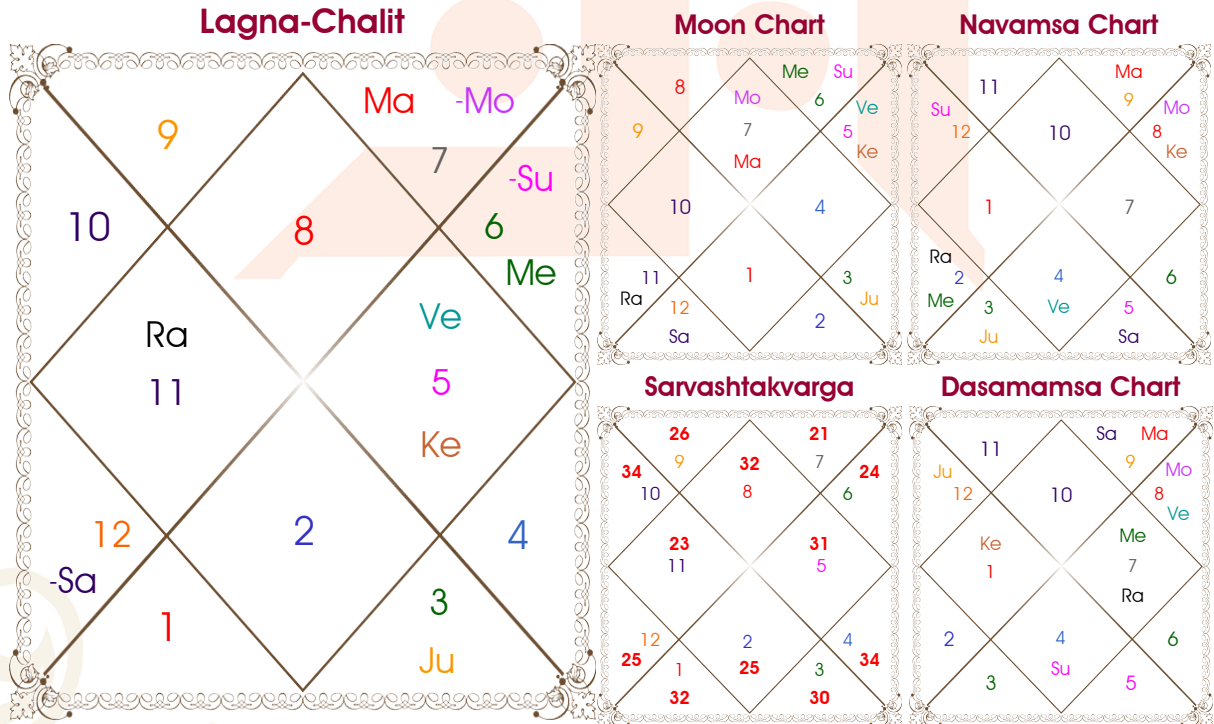 Lagna-Chalit
Ma -Mo
9
7
-Su
10
8
6
Me
Ve
Ra
11
5
Ke
12
2
4
-Sa
3
1
Ju
Moon Chart
Me Su
8
Mo
6
Ve
9
7
5
Ma
Ke
10
4
11
1
3
Ra
12
Ju
2
Sa
Navamsa Chart
Ma
11
9
Su
Mo
12
10
8
Ke
1
7
Ra
2
4
6
Me
3
Ve
5
Ju
Sa
Sarvashtakvarga
26
21
9
32
7
34
24
10
8
6
23
31
11
5
12
2
4
25
1
25
3
34
32
30
Dasamamsa Chart
Sa Ma
11
9
Ju
Mo
12
10
8
Ve
Ke
Me
1
7
Ra
2
4
6
3
Su
5